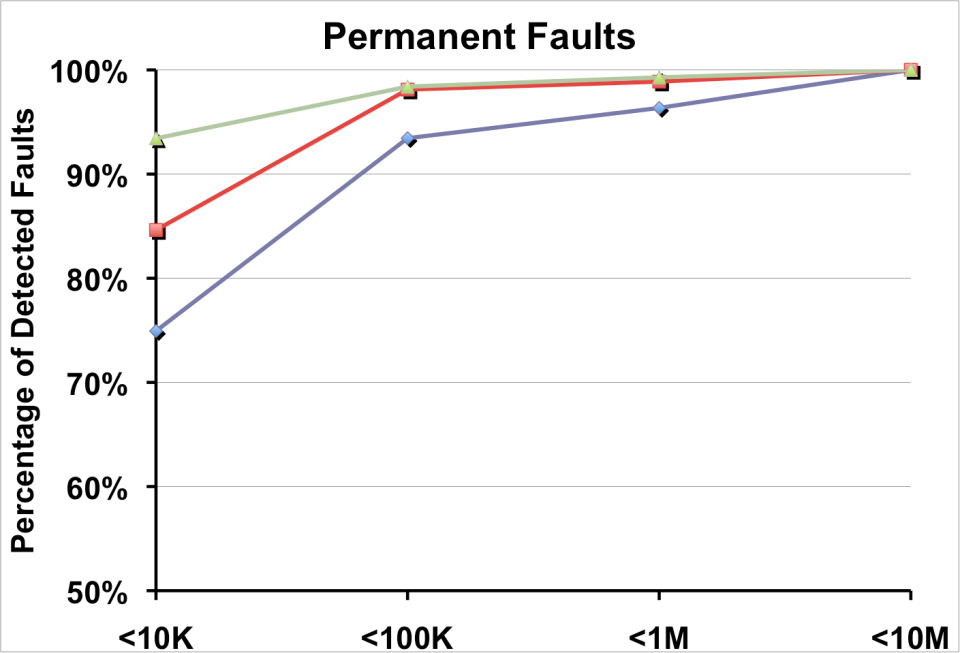 Permanent Faults
Percentage of Detected Faults
100%
90%
80%
70%
60%
50%
<10K
<100K
<1M
<10M